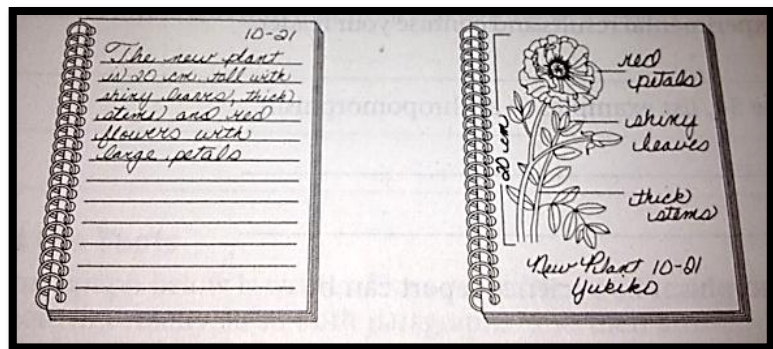 10-21
The new plant
is 20 cm tall with
shiny leaves, thick
stems and red
flowers with
large petals
20 cm
red
petals
shiny
leaves
thick
stems
New Plant 10-21
Yukiko